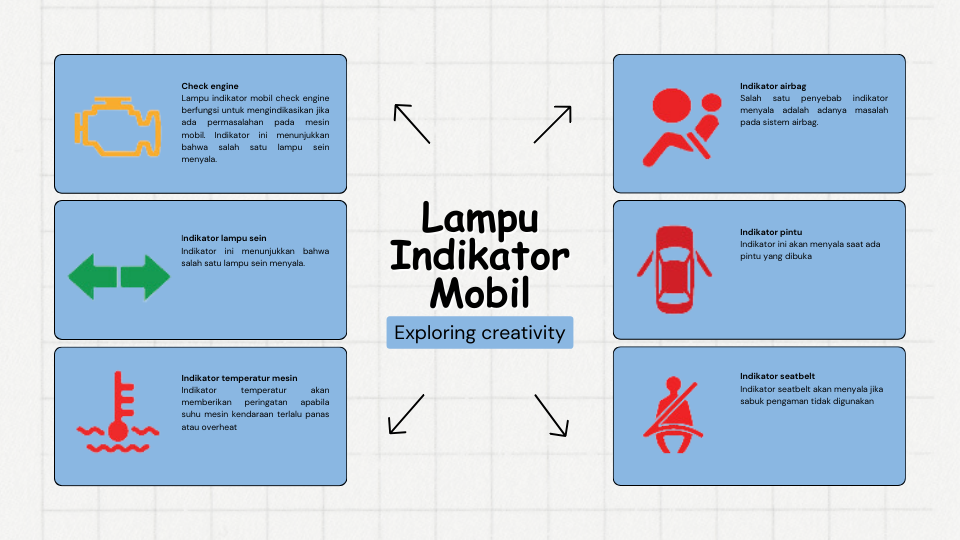 Check engine
Lampu indikator mobil check engine
berfungsi untuk mengindikasikan jika
ada permasalahan pada mesin
mobil. Indikator ini menunjukkan
bahwa salah satu lampu sein
menyala.
Indikator lampu sein
Indikator ini menunjukkan bahwa
salah satu lampu sein menyala.
Indikator temperatur mesin
Indikator temperatur akan
memberikan peringatan apabila
suhu mesin kendaraan terlalu panas
atau overheat
Lampu
Indikator
Mobil
Exploring creativity
Indikator airbag
Salah satu penyebab indikator
menyala adalah adanya masalah
pada sistem airbag.
Indikator pintu
Indikator ini akan menyala saat ada
pintu yang dibuka
Indikator seatbelt
Indikator seatbelt akan menyala jika
sabuk pengaman tidak digunakan